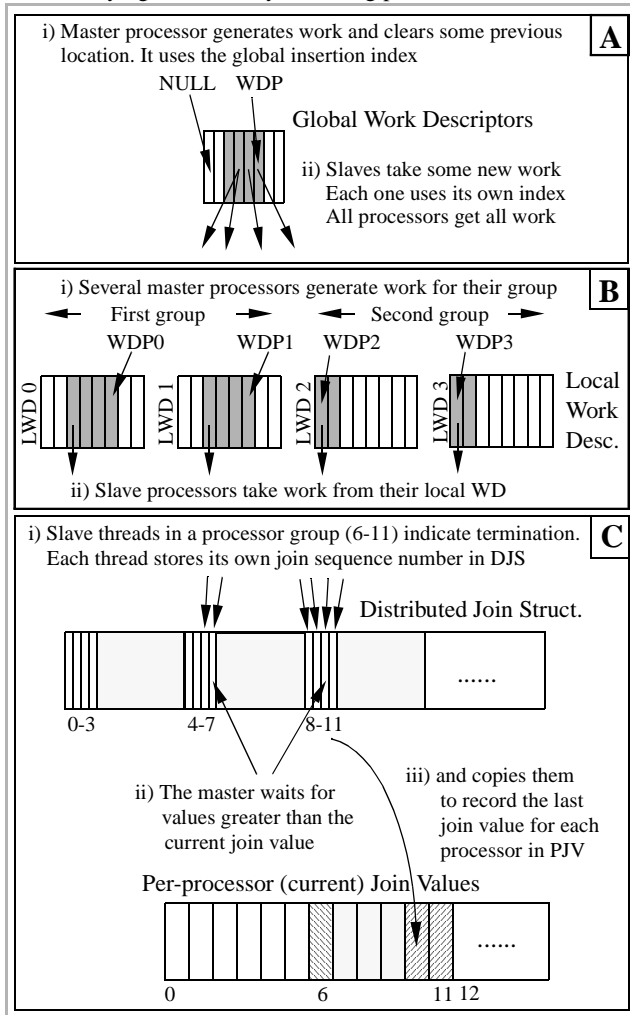 i) Master processor generates work and clears some previous
location. It uses the global insertion index
A
NULL WDP
Global Work Descriptors
ii) Slaves take some new work
Each one uses its own index
All processors get all work
i) Several master processors generate work for their group
B
First group Second group
WDP0 WDP1 WDP2 WDP3
LWD 0 LWD 1 LWD 2 LWD 3
Local
Work
Desc.
ii) Slave processors take work from their local WD
i) Slave threads in a processor group (6-11) indicate termination.
C
Each thread stores its own join sequence number in DJS
Distributed Join Struct.
......
0-3 4-7 8-11
ii) The master waits for
values greater than the
current join value
iii) and copies them
to record the last
join value for each
processor in PJV
Per-processor (current) Join Values
......
0 6 11 12